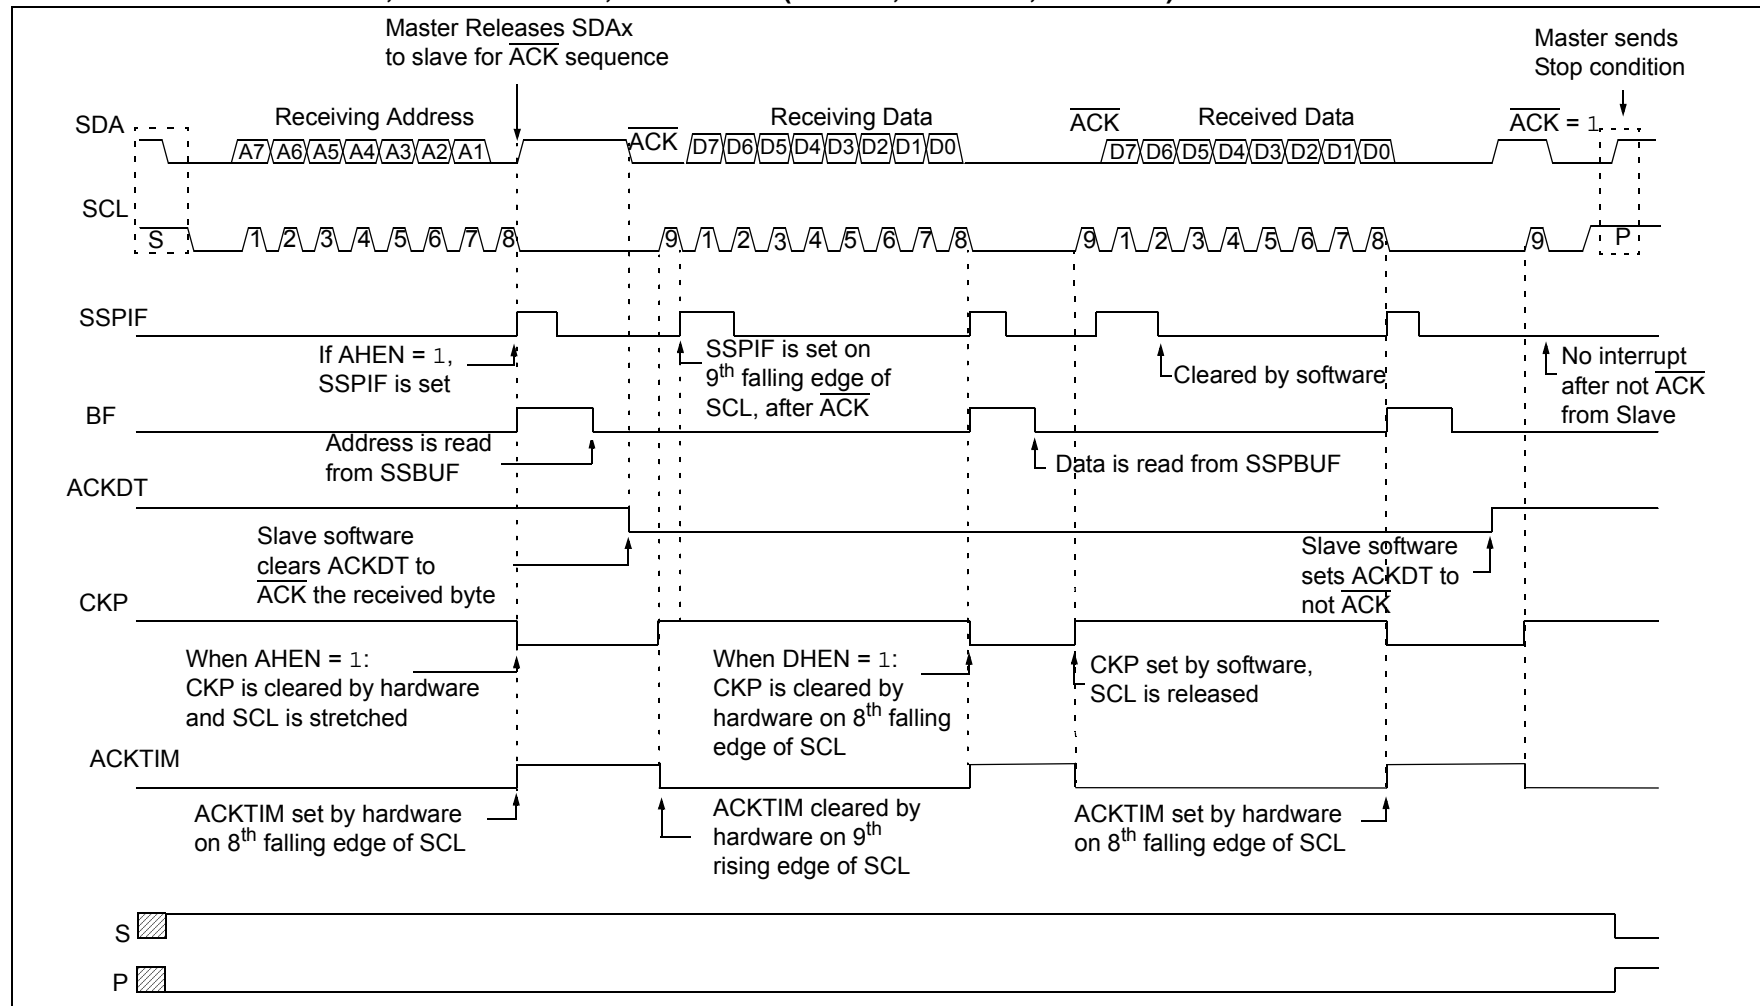 Master Releases SDAx
to slave for ACK sequence
Master sends
Stop condition
SDA
Receiving Address
ACK
Receiving Data
ACK
Received Data
ACK = 1
A7 A6 A5 A4 A3 A2 A1
D7 D6 D5 D4 D3 D2 D1 D0
D7 D6 D5 D4 D3 D2 D1 D0
SCL
S
1 2 3 4 5 6 7 8
9 1 2 3 4 5 6 7 8
9 1 2 3 4 5 6 7 8
9
P
SSPIF
If AHEN = 1,
SSPIF is set
SSPIF is set on
9th falling edge of
SCL, after ACK
Cleared by software
No interrupt
after not ACK
from Slave
BF
Address is read
from SSBUF
Data is read from SSPBUF
ACKDT
Slave software
clears ACKDT to
ACK the received byte
Slave software
sets ACKDT to
not ACK
CKP
When AHEN = 1:
CKP is cleared by hardware
and SCL is stretched
When DHEN = 1:
CKP is cleared by
hardware on 8th falling
edge of SCL
CKP set by software,
SCL is released
ACKTIM
ACKTIM set by hardware
on 8th falling edge of SCL
ACKTIM cleared by
hardware on 9th
rising edge of SCL
ACKTIM set by hardware
on 8th falling edge of SCL
S
P